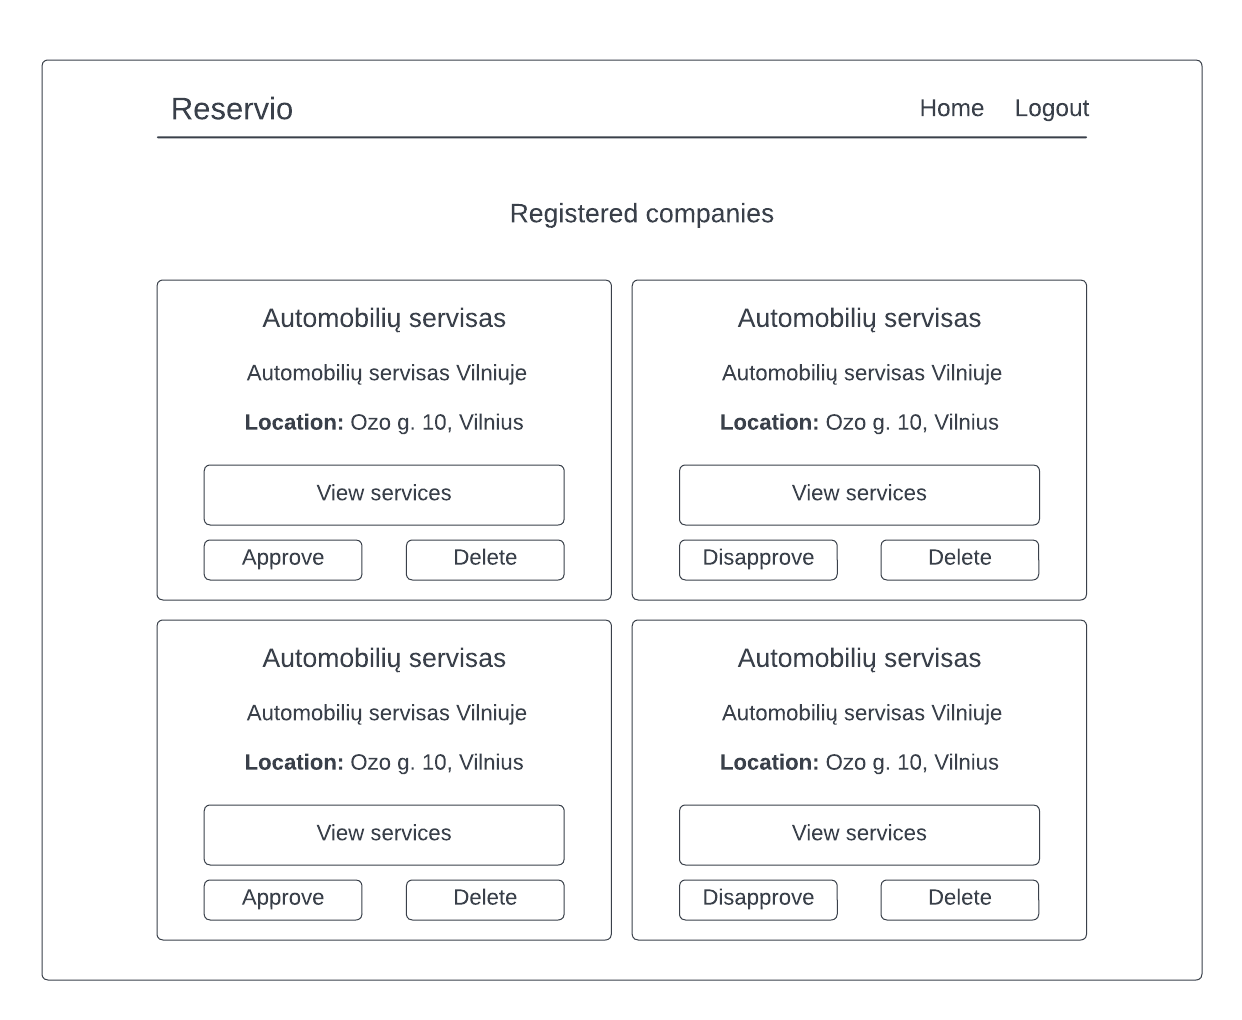 Reservio
Home Logout
Registered companies
Automobilių servisas
Automobilių servisas Vilniuje
Location: Ozo g. 10, Vilnius
View services
Approve Delete
Automobilių servisas
Automobilių servisas Vilniuje
Location: Ozo g. 10, Vilnius
View services
Disapprove Delete
Automobilių servisas
Automobilių servisas Vilniuje
Location: Ozo g. 10, Vilnius
View services
Approve Delete
Automobilių servisas
Automobilių servisas Vilniuje
Location: Ozo g. 10, Vilnius
View services
Disapprove Delete